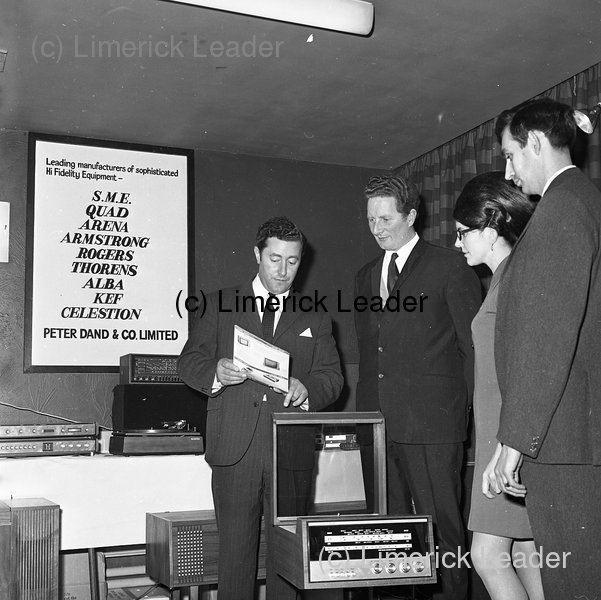 (c) Limerick Leader
Leading manufacturers of sophisticated
Hi Fidelity Equipment –
S.M.E.
QUAD
ARENA
ARMSTRONG
ROGERS
THORENS
ALBA
KEF
CELESTION
PETER DAND & CO. LIMITED
(c) Limerick Leader
(c) Limerick Leader